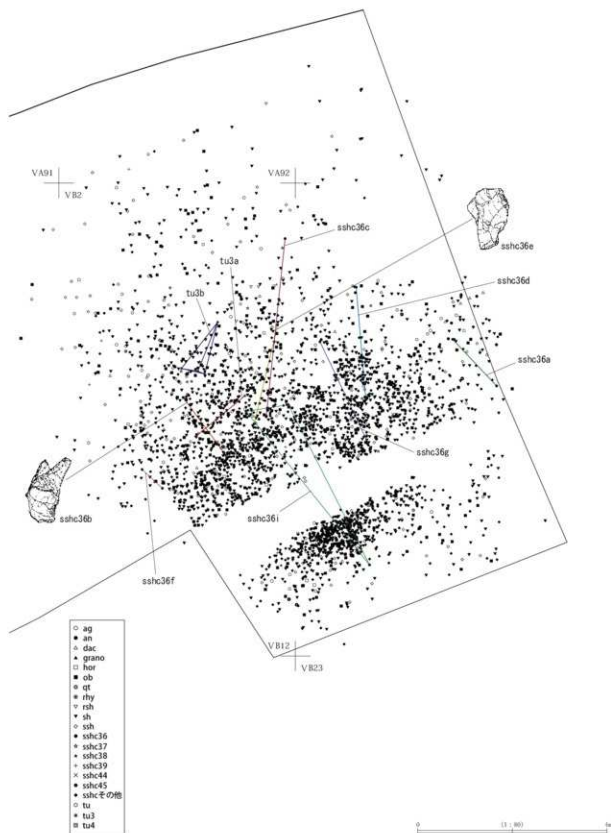 VA91
VB2
VA92
sshc36c
sshc36e
tu3a
sshc36d
tu3b
sshc36a
sshc36g
sshc36b
sshc36i
sshc36f
VB12
VB23
ag
an
dac
grano
hor
ob
qt
rhy
rsh
sh
ssh
sshc36
sshc37
sshc38
sshc39
sshc44
sshc45
sshcその他
tu
tu3
tu4
0 (1:80) 4m